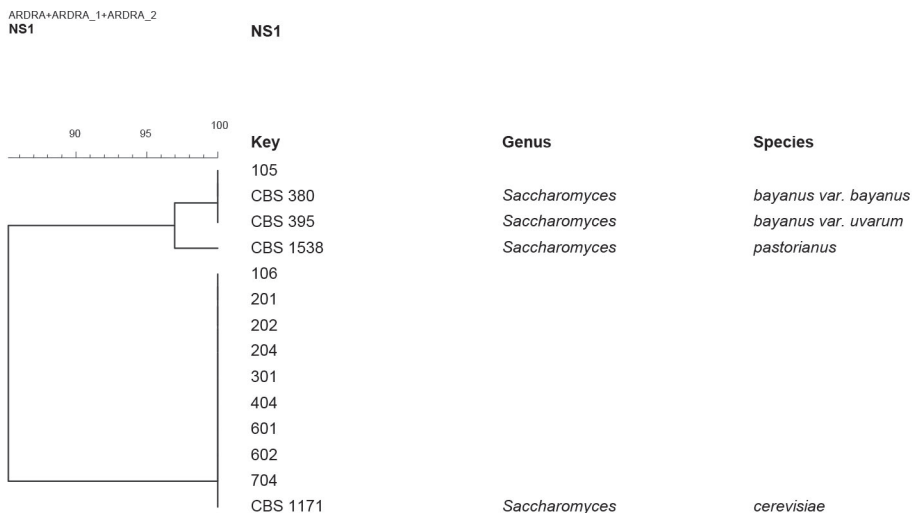 ARDRA+ARDRA_1+ARDRA_2
NS1 NS1
90 95 100
Key Genus Species
105
CBS 380 Saccharomyces bayanus var. bayanus
CBS 395 Saccharomyces bayanus var. uvarum
CBS 1538 Saccharomyces pastorianus
106
201
202
204
301
404
601
602
704
CBS 1171 Saccharomyces cerevisiae